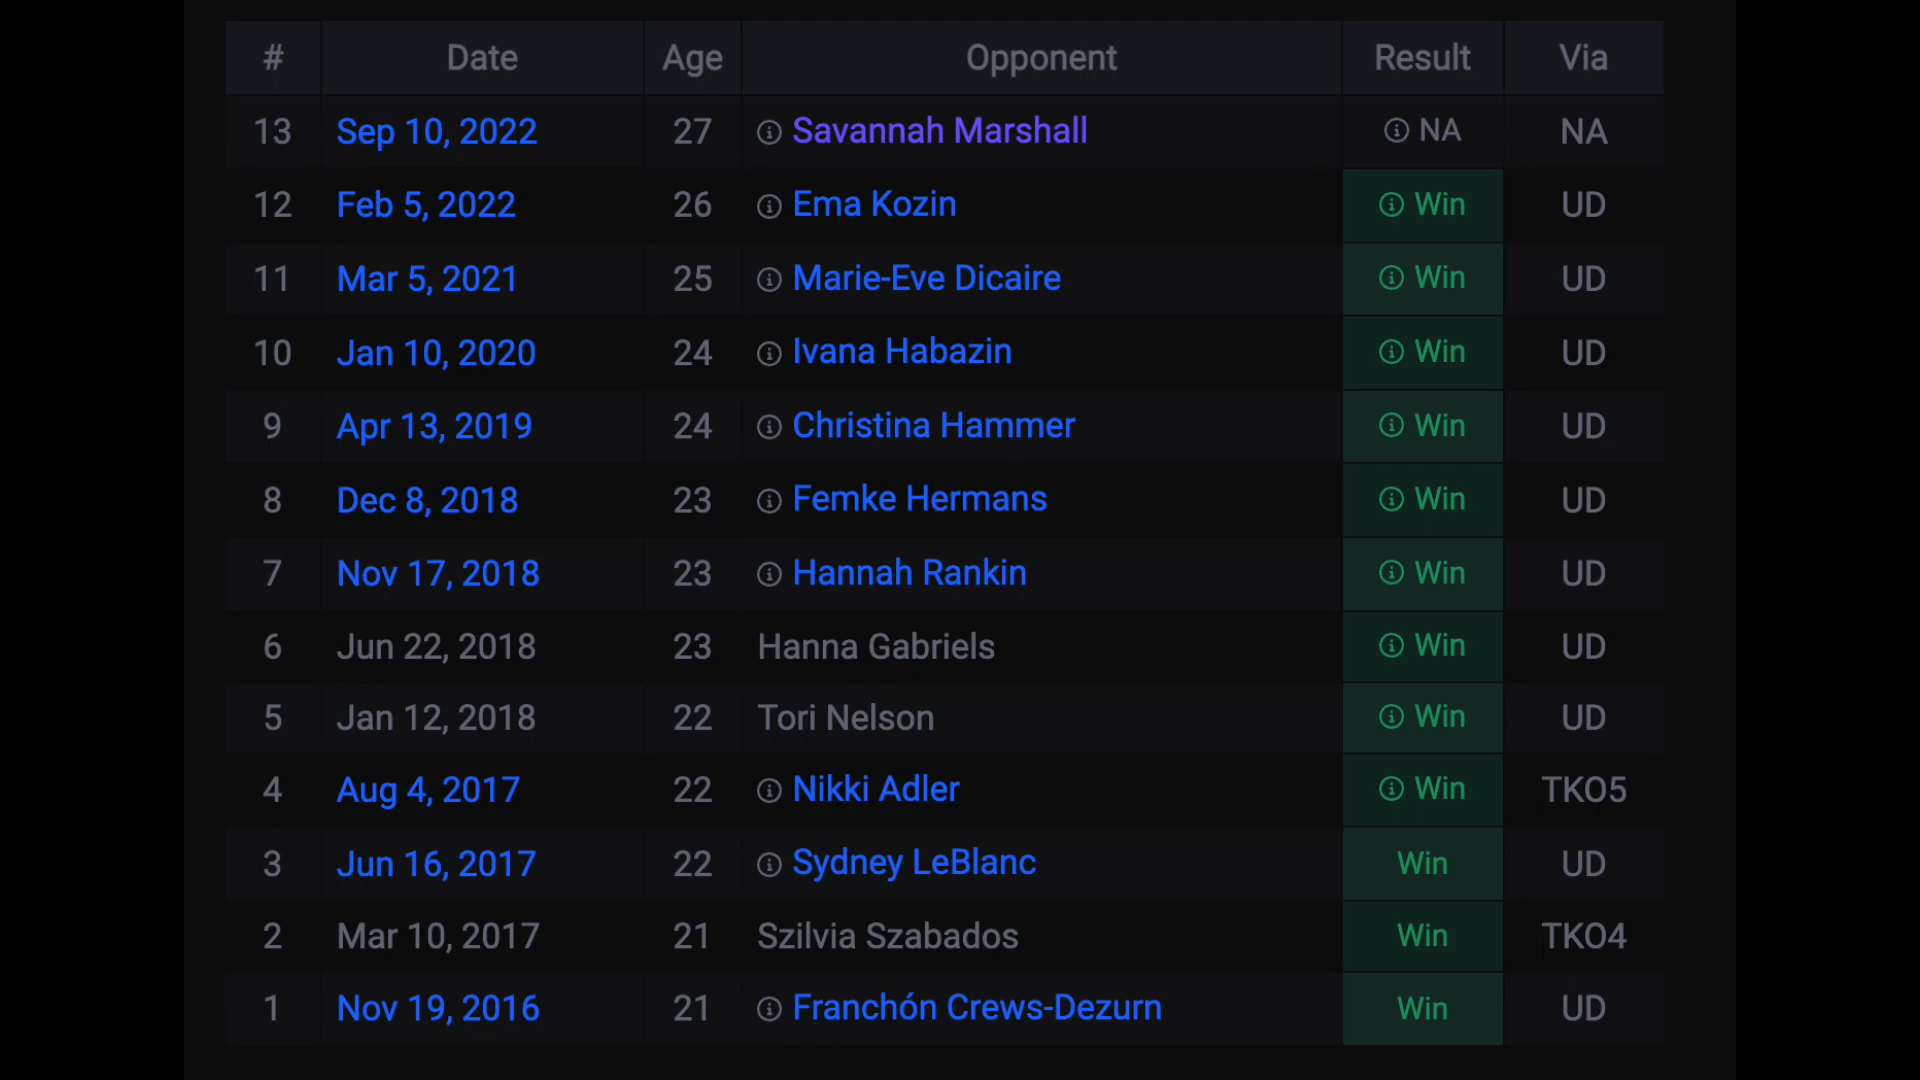 # Date Age Opponent Result Via
13 Sep 10, 2022 27 Savannah Marshall NA NA
12 Feb 5, 2022 26 Ema Kozin Win UD
11 Mar 5, 2021 25 Marie-Eve Dicaire Win UD
10 Jan 10, 2020 24 Ivana Habazin Win UD
9 Apr 13, 2019 24 Christina Hammer Win UD
8 Dec 8, 2018 23 Femke Hermans Win UD
7 Nov 17, 2018 23 Hannah Rankin Win UD
6 Jun 22, 2018 23 Hanna Gabriels Win UD
5 Jan 12, 2018 22 Tori Nelson Win UD
4 Aug 4, 2017 22 Nikki Adler Win TKO5
3 Jun 16, 2017 22 Sydney LeBlanc Win UD
2 Mar 10, 2017 21 Szilvia Szabados Win TKO4
1 Nov 19, 2016 21 Franchón Crews-Dezurn Win UD